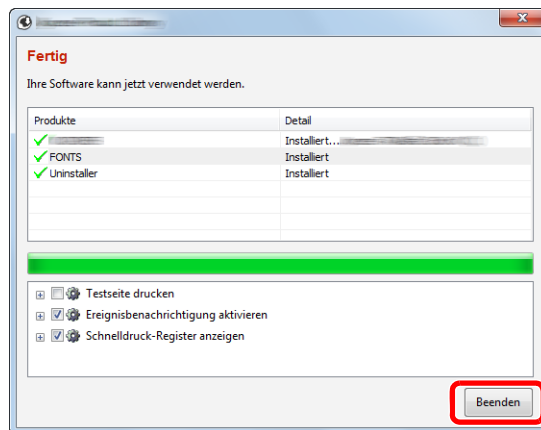 Fertig
Ihre Software kann jetzt verwendet werden.
Produkte Detail
Installiert...
FONTS Installiert
Uninstaller Installiert
Testseite drucken
Ereignisbenachrichtigung aktivieren
Schnelldruck-Register anzeigen
Beenden